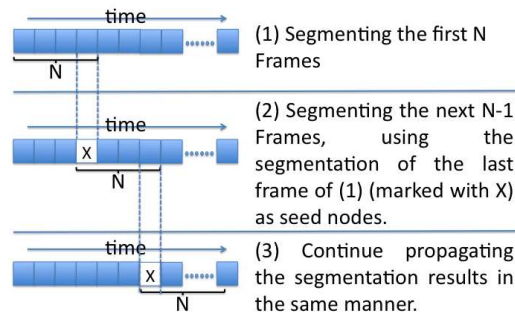 time
N
(1) Segmenting the first N
Frames
time
X
N
(2) Segmenting the next N-1
Frames, using the
segmentation of the last
frame of (1) (marked with X)
as seed nodes.
time
X
N
(3) Continue propagating
the segmentation results in
the same manner.